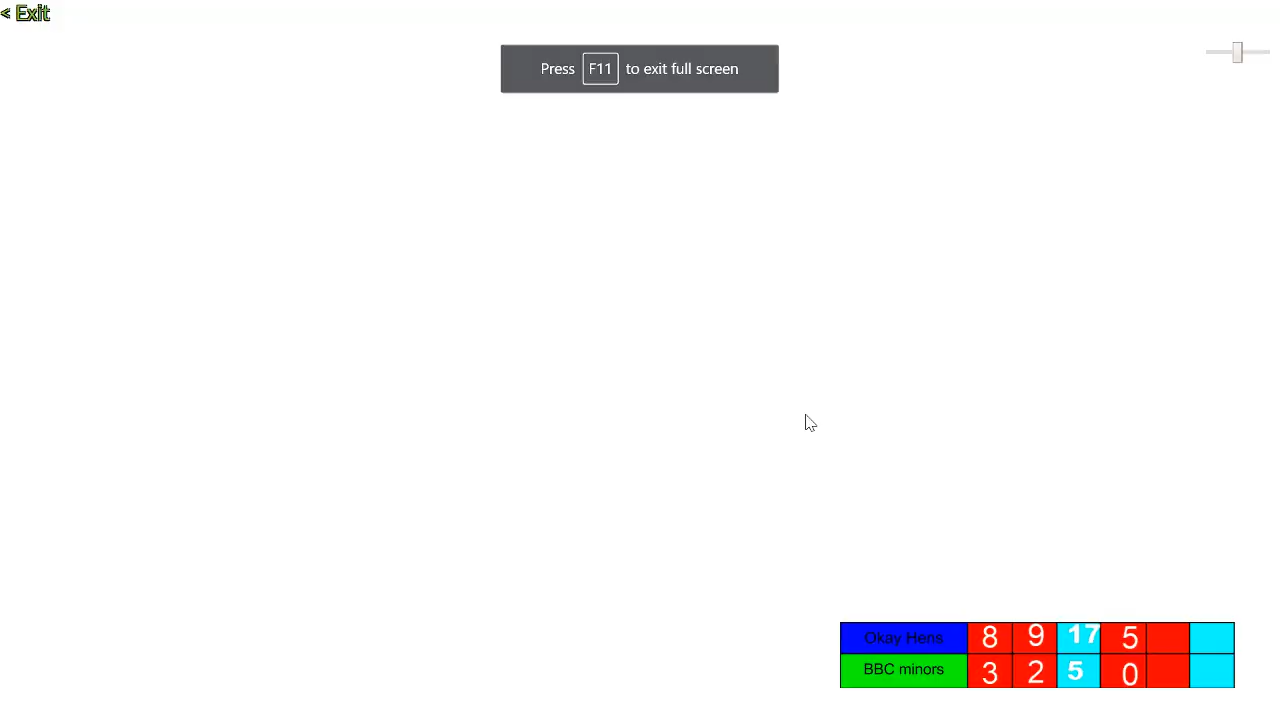 < Exit
Press F11 to exit full screen
Okay Hens 8 9 17 5
BBC minors 3 2 5 0